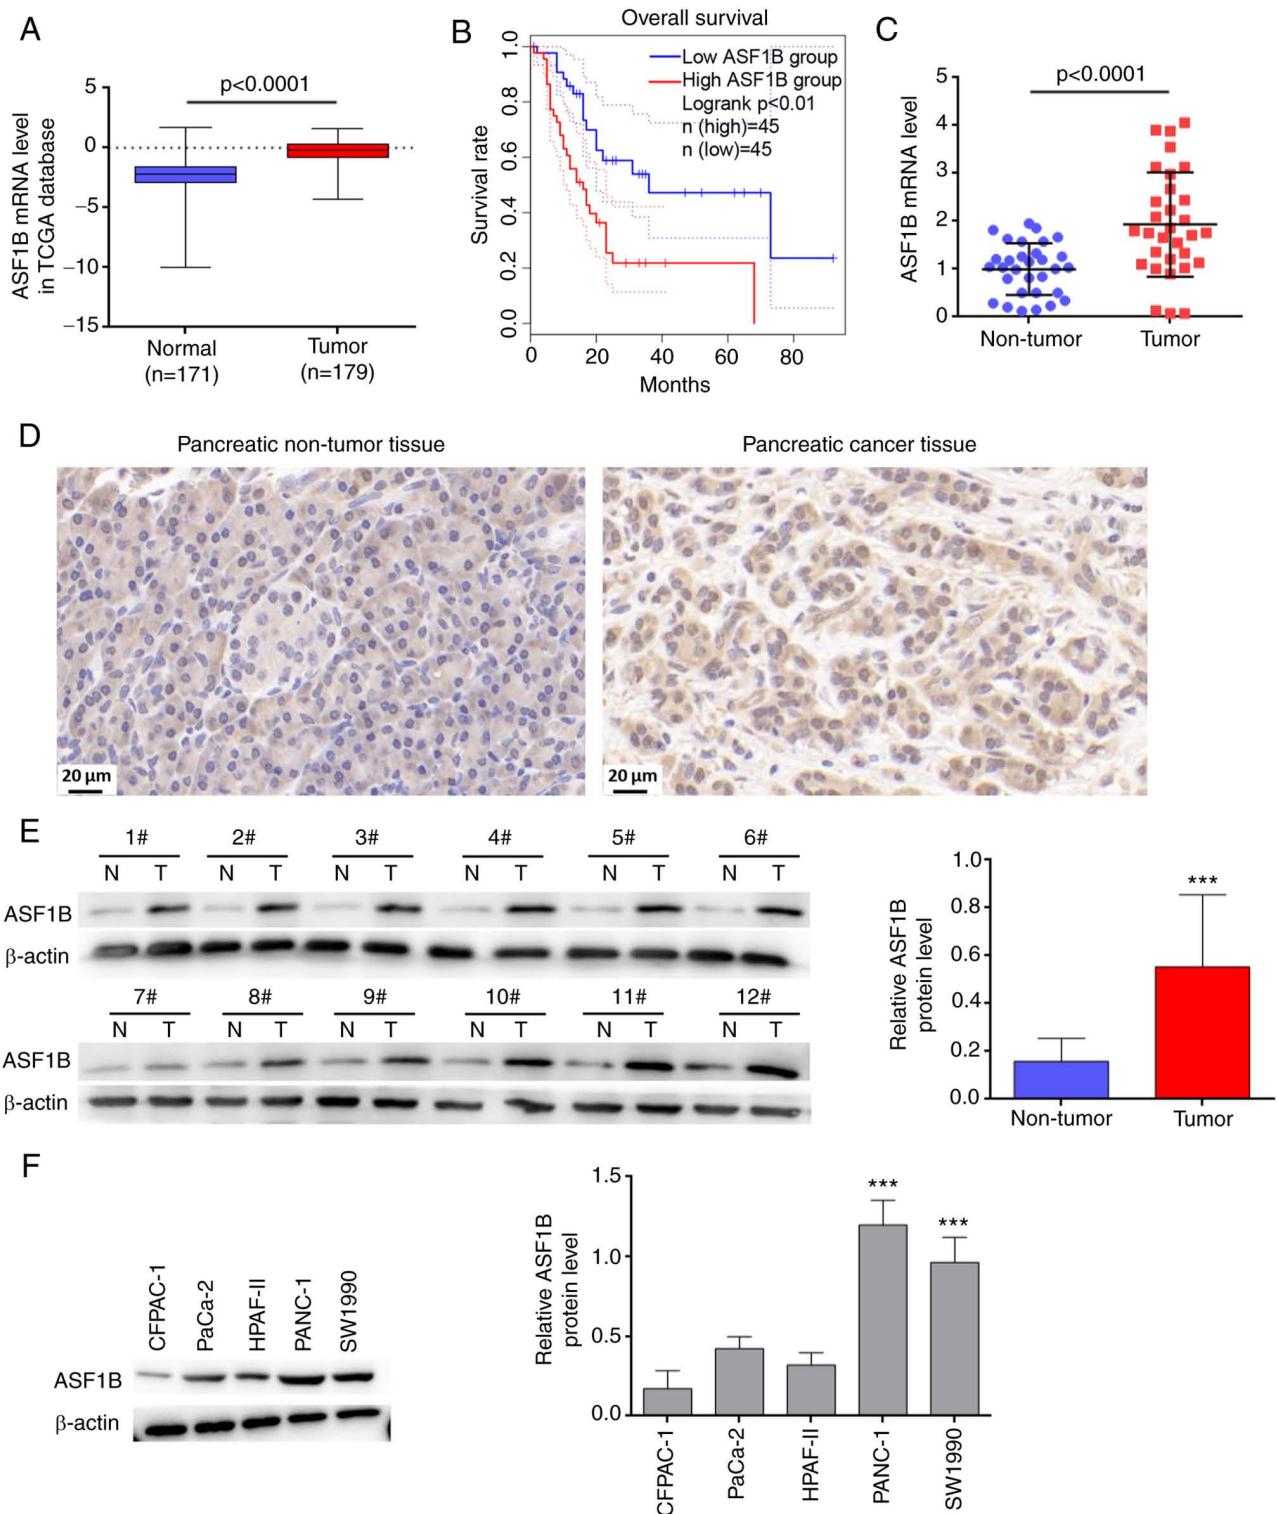 A
ASF1B mRNA level
in TCGA database
5
0
−5
−10
−15
p<0.0001
Normal
(n=171)
Tumor
(n=179)
B
Overall survival
Survival rate
1.0
0.8
0.6
0.4
0.2
0.0
Low ASF1B group
High ASF1B group
Logrank p<0.01
n (high)=45
n (low)=45
0 20 40 60 80
Months
C
ASF1B mRNA level
5
4
3
2
1
0
p<0.0001
Non-tumor Tumor
D
Pancreatic non-tumor tissue
Pancreatic cancer tissue
20 μm
20 μm
E
1# 2# 3# 4# 5# 6#
N T N T N T N T N T N T
ASF1B
β-actin
7# 8# 9# 10# 11# 12#
N T N T N T N T N T N T
ASF1B
β-actin
Relative ASF1B
protein level
1.0
0.8
0.6
0.4
0.2
0.0
***
Non-tumor Tumor
F
CFPAC-1
PaCa-2
HPAF-II
PANC-1
SW1990
ASF1B
β-actin
Relative ASF1B
protein level
1.5
1.0
0.5
0.0
***
***
CFPAC-1
PaCa-2
HPAF-II
PANC-1
SW1990